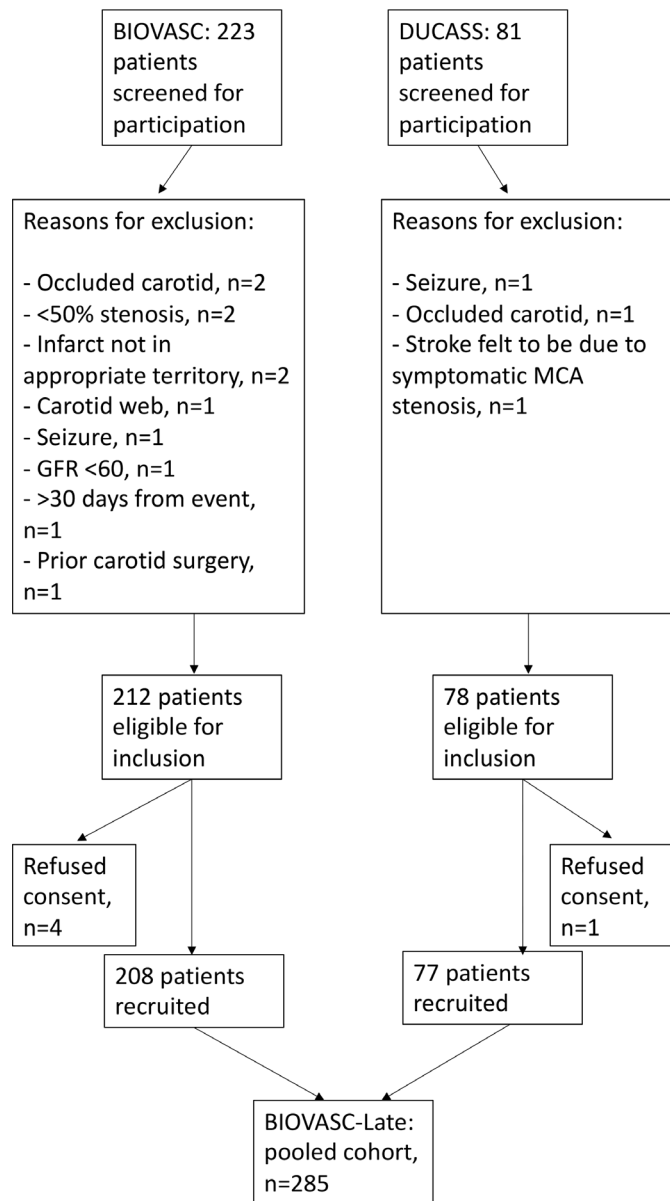 BIOVASC: 223
patients
screened for
participation
DUCASS: 81
patients
screened for
participation
Reasons for exclusion:
- Occluded carotid, n=2
- <50% stenosis, n=2
- Infarct not in
appropriate territory, n=2
- Carotid web, n=1
- Seizure, n=1
- GFR <60, n=1
- >30 days from event,
n=1
- Prior carotid surgery,
n=1
Reasons for exclusion:
- Seizure, n=1
- Occluded carotid, n=1
- Stroke felt to be due to
symptomatic MCA
stenosis, n=1
212 patients
eligible for
inclusion
78 patients
eligible for
inclusion
Refused
consent,
n=4
Refused
consent,
n=1
208 patients
recruited
77 patients
recruited
BIOVASC-Late:
pooled cohort,
n=285